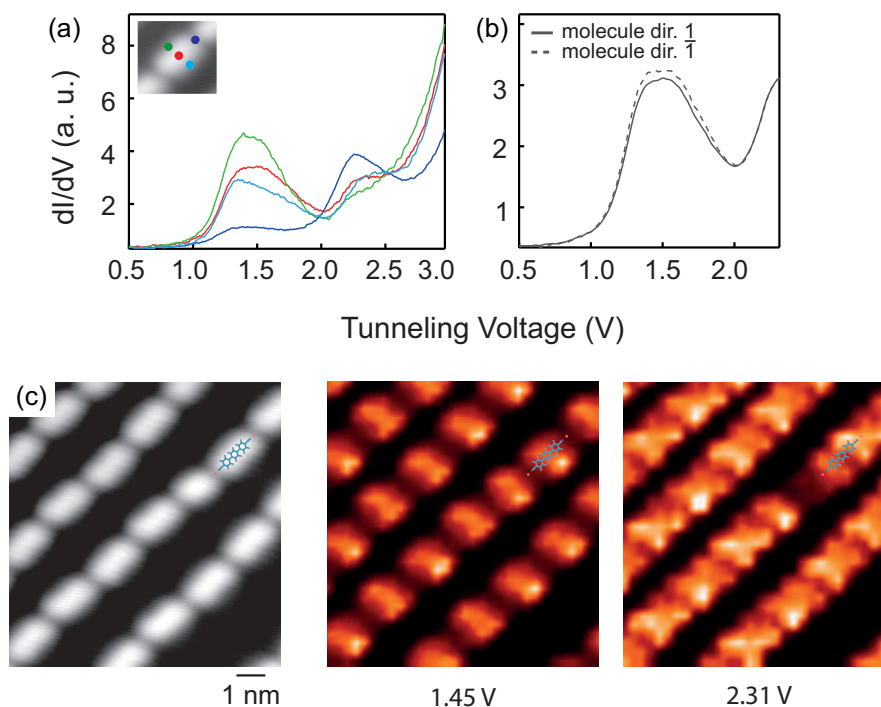 (a)
8
6
4
2
dI/dV (a. u.)
0.5 1.0 1.5 2.0 2.5 3.0
(b)
molecule dir. 1
molecule dir. 1̅
3
2
1
0.5 1.0 1.5 2.0
Tunneling Voltage (V)
(c)
1 nm
1.45 V
2.31 V